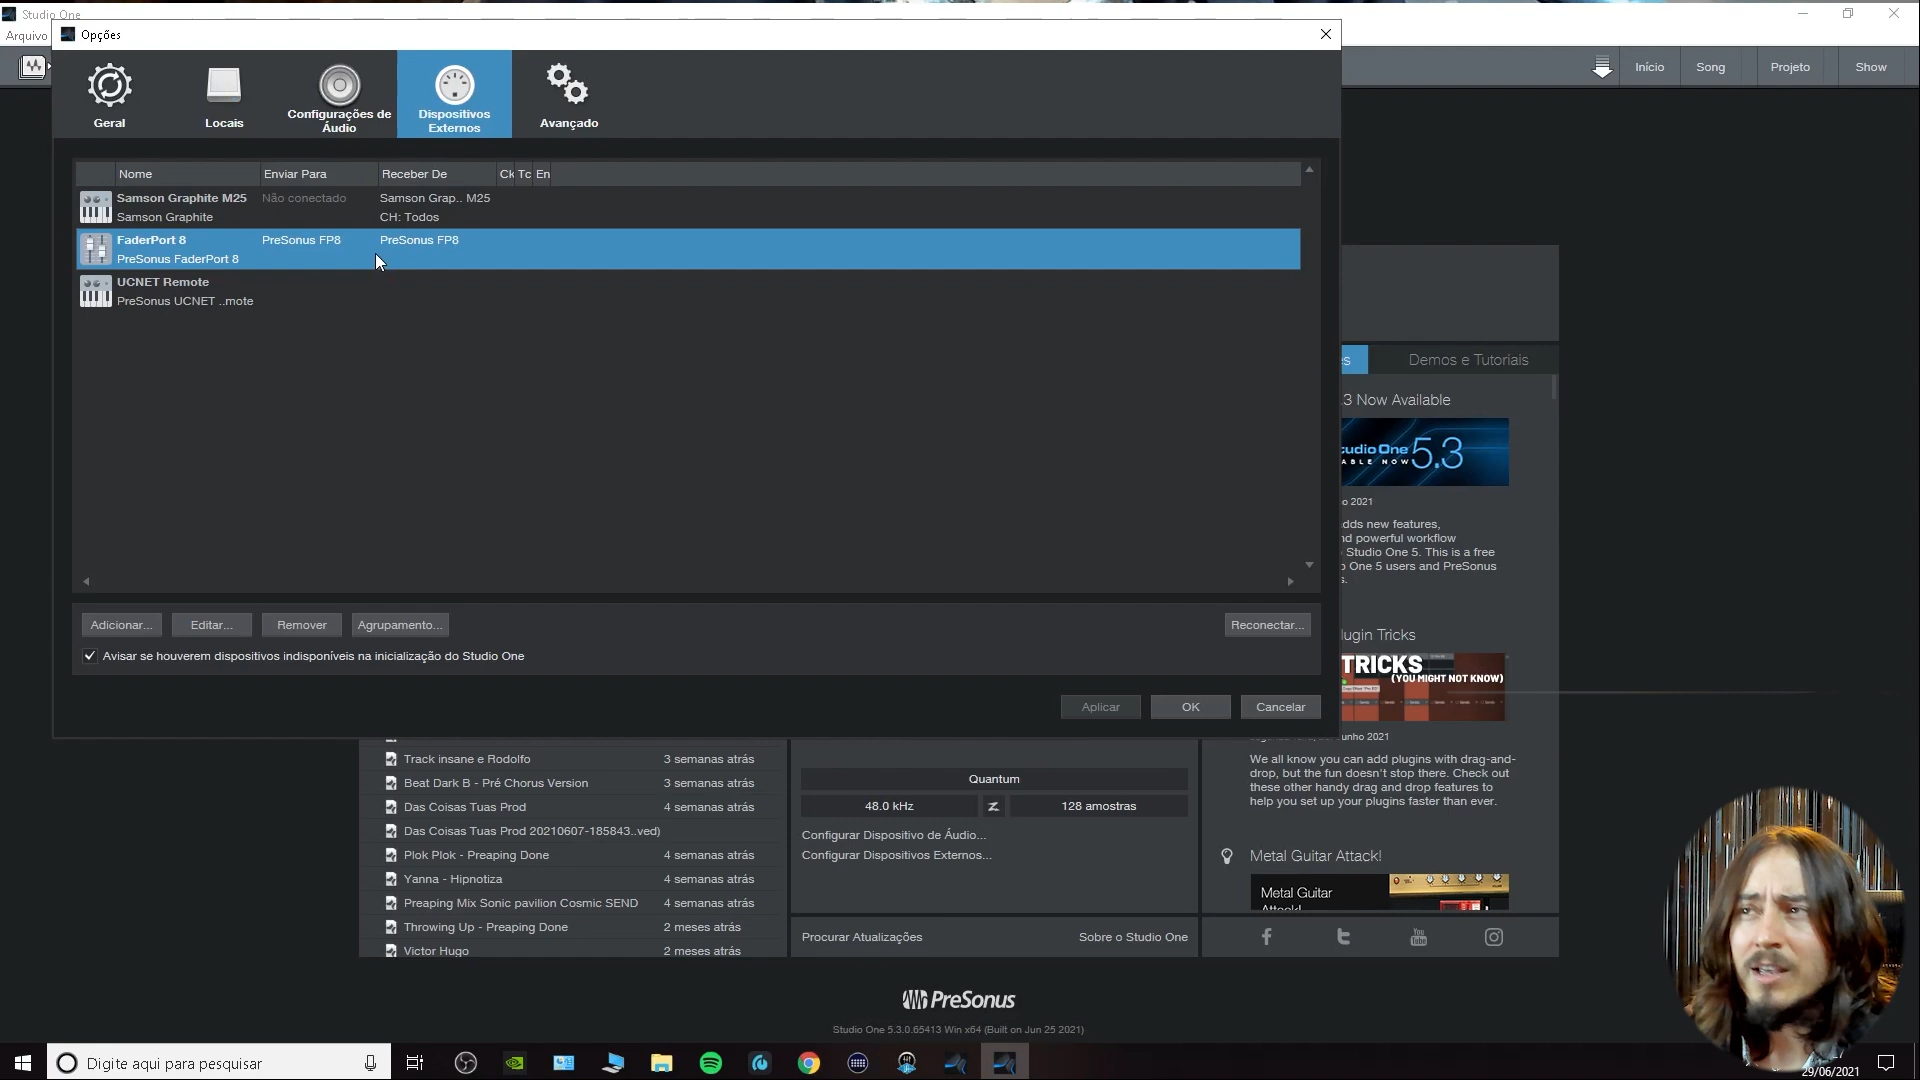 Studio One
Arquivo
Opções
Geral
Locais
Configurações de
Áudio
Dispositivos
Externos
Avançado
Início
Song
Projeto
Show
Nome
Enviar Para
Receber De
Ck
Tc
En
Samson Graphite M25
Não conectado
Samson Grap.. M25
Samson Graphite
CH: Todos
FaderPort 8
PreSonus FP8
PreSonus FP8
PreSonus FaderPort 8
UCNET Remote
PreSonus UCNET ..mote
Adicionar...
Editar...
Remover
Agrupamento...
Reconectar...
Avisar se houverem dispositivos indisponíveis na inicialização do Studio One
Aplicar
OK
Cancelar
Demos e Tutoriais
.3 Now Available
udio One 5.3
ABLE NOW
o 2021
dds new features,
nd powerful workflow
Studio One 5. This is a free
One 5 users and PreSonus
s.
lugin Tricks
TRICKS
(YOU MIGHT NOT KNOW)
unho 2021
We all know you can add plugins with drag-and-
drop, but the fun doesn't stop there. Check out
these other handy drag and drop features to
help you set up your plugins faster than ever.
Metal Guitar Attack!
Metal Guitar
Attack!
Track insane e Rodolfo
3 semanas atrás
Beat Dark B - Pré Chorus Version
3 semanas atrás
Das Coisas Tuas Prod
4 semanas atrás
Das Coisas Tuas Prod 20210607-185843..ved)
Plok Plok - Preaping Done
4 semanas atrás
Yanna - Hipnotiza
4 semanas atrás
Preaping Mix Sonic pavilion Cosmic SEND
4 semanas atrás
Throwing Up - Preaping Done
2 meses atrás
Victor Hugo
2 meses atrás
Quantum
48.0 kHz
Z
128 amostras
Configurar Dispositivo de Áudio...
Configurar Dispositivos Externos...
Procurar Atualizações
Sobre o Studio One
You
Tube
PreSonus
Studio One 5.3.0.65413 Win x64 (Built on Jun 25 2021)
Digite aqui para pesquisar
29/06/2021